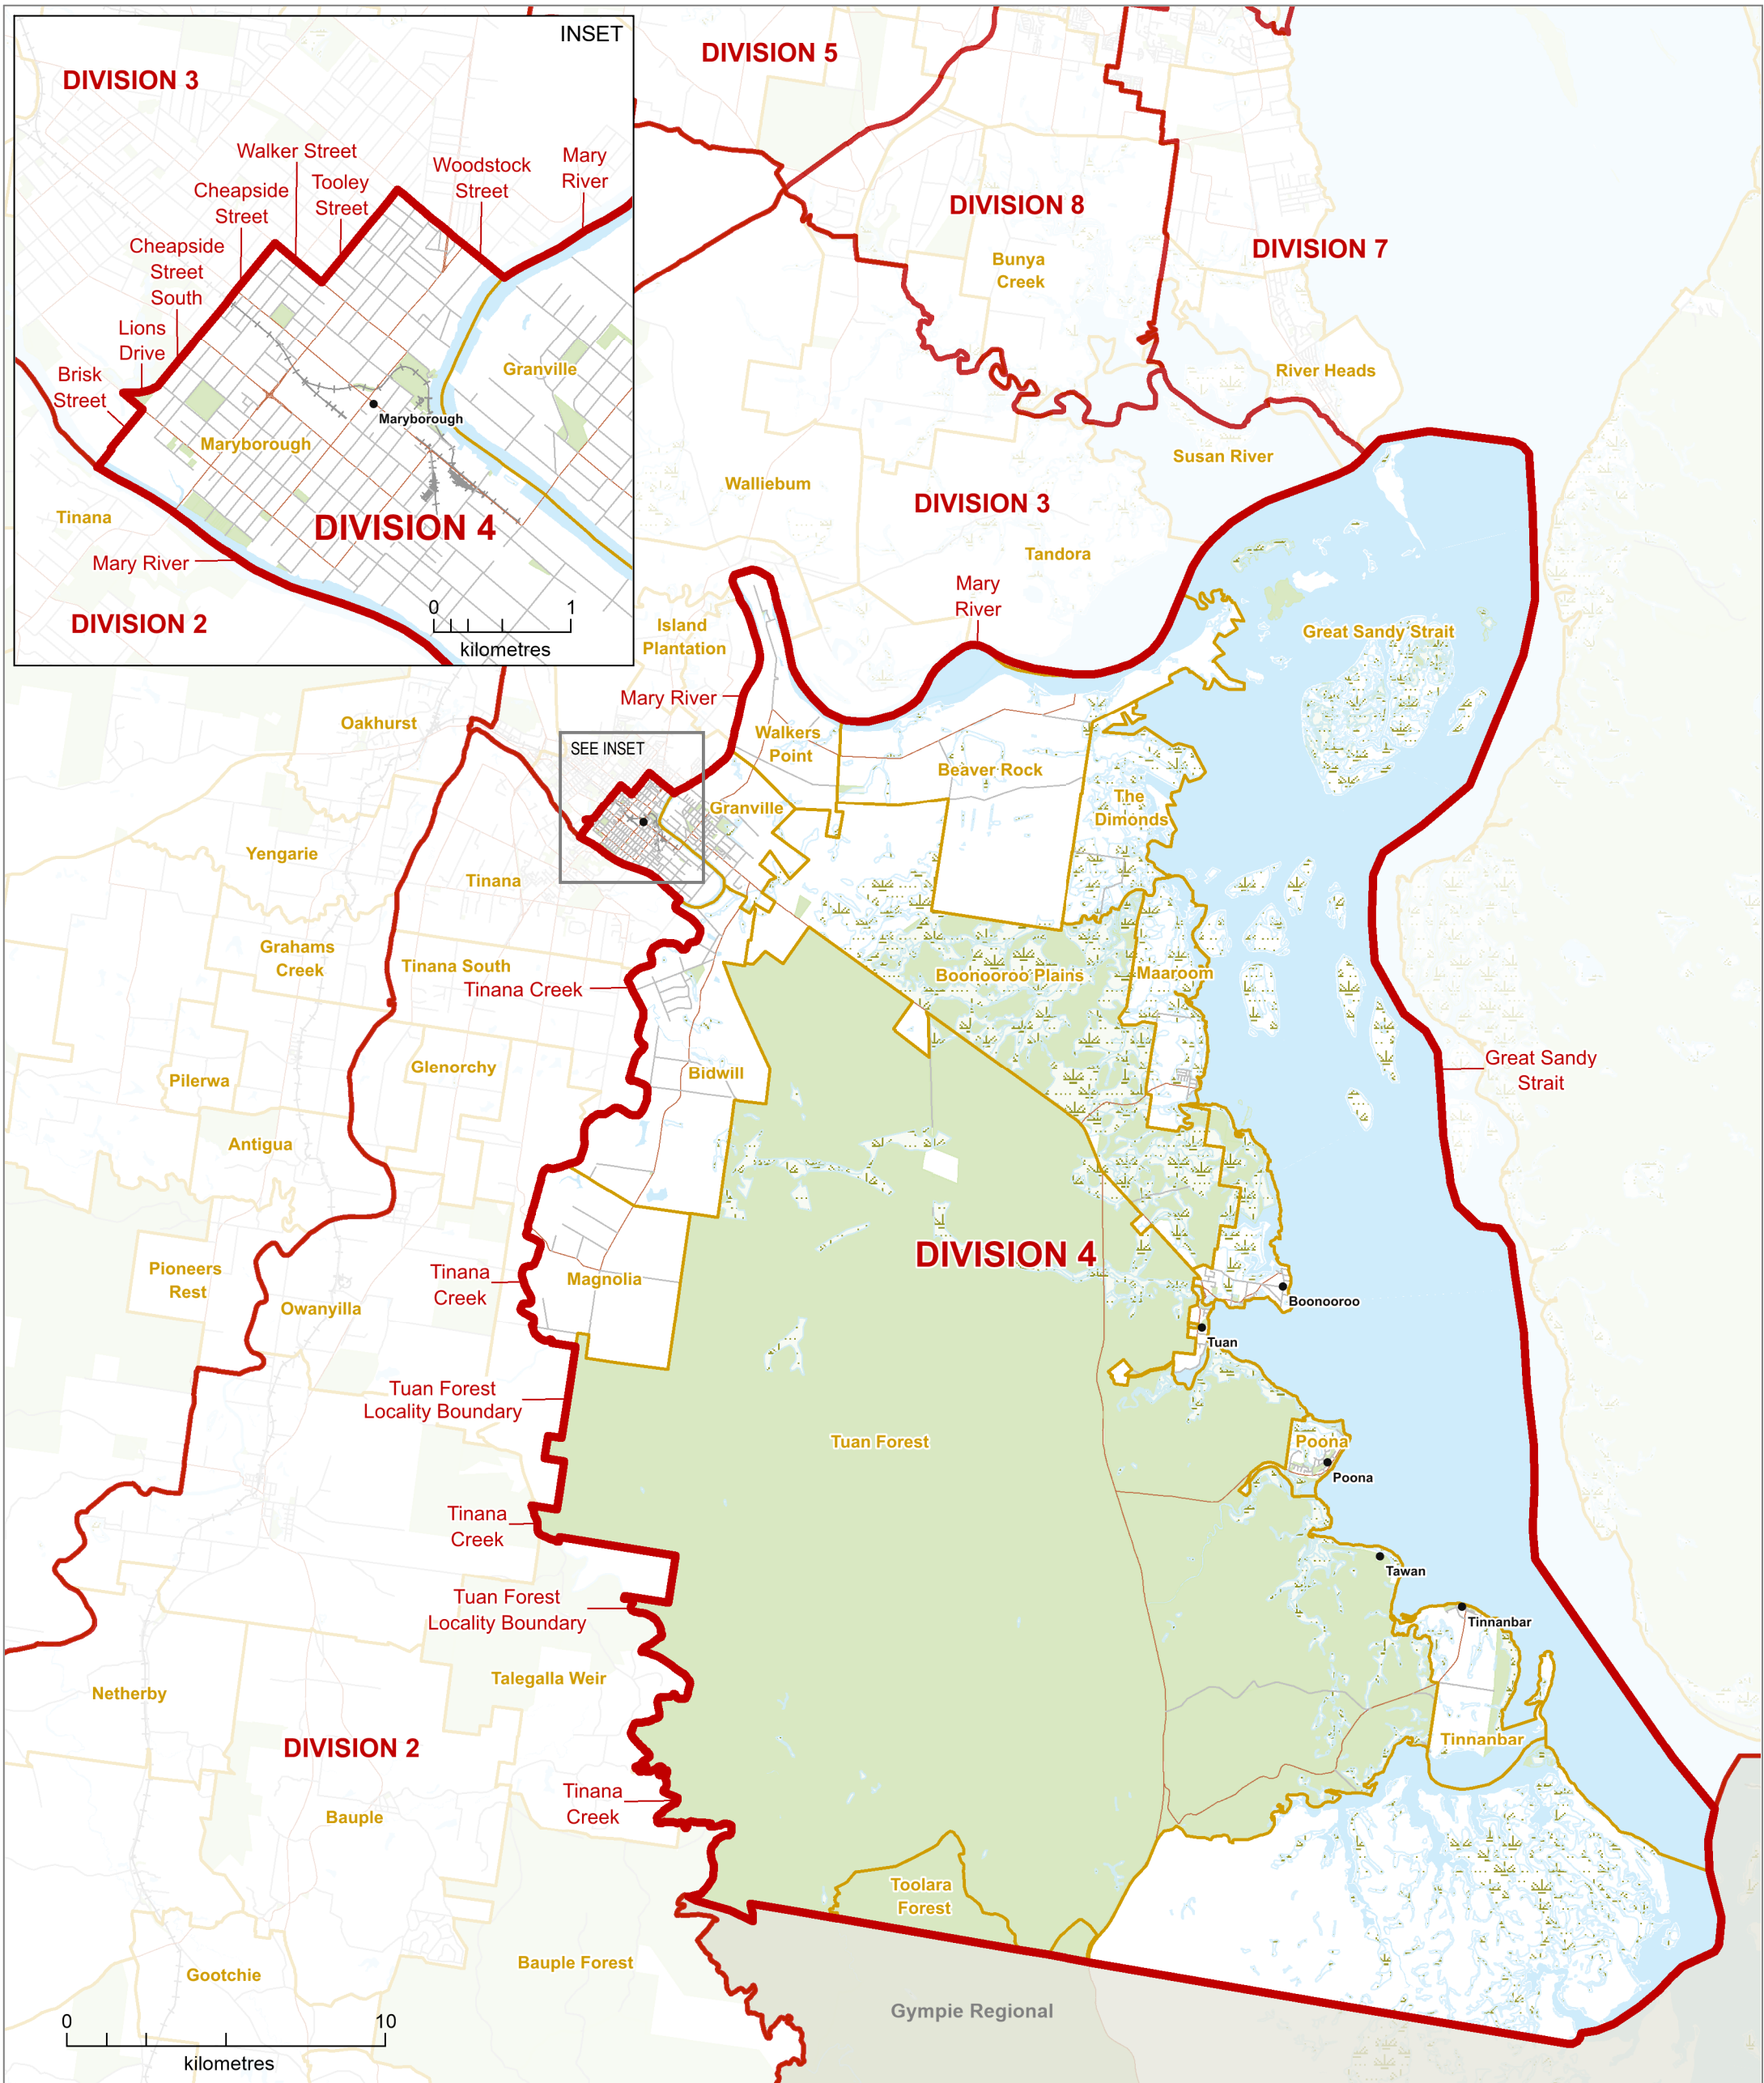 INSET
DIVISION 3
Walker Street
Woodstock
Street
Mary
River
Cheapside
Street
Tooley
Street
Cheapside
Street
South
Lions
Drive
Brisk
Street
Granville
Maryborough
Maryborough
Tinana
DIVISION 4
Mary River
DIVISION 2
0 1
kilometres
DIVISION 5
DIVISION 8
DIVISION 7
Bunya
Creek
River Heads
Susan River
Walliebum
DIVISION 3
Tandora
Mary
River
Island
Plantation
Great Sandy Strait
Mary River
Oakhurst
SEE INSET
Walkers
Point
Beaver Rock
Granville
The
Dimonds
Yengarie
Tinana
Grahams
Creek
Tinana South
Tinana Creek
Boonooroo Plains
Maaroom
Great Sandy
Strait
Glenorchy
Bidwill
Pilerwa
Antigua
DIVISION 4
Pioneers
Rest
Tinana
Creek
Magnolia
Owanyilla
Boonooroo
Tuan
Tuan Forest
Locality Boundary
Tuan Forest
Poona
Poona
Tinana
Creek
Tawan
Tuan Forest
Locality Boundary
Tinnanbar
Talegalla Weir
Netherby
DIVISION 2
Tinnanbar
Tinana
Creek
Bauple
Toolara
Forest
Bauple Forest
Gootchie
Gympie Regional
0 10
kilometres